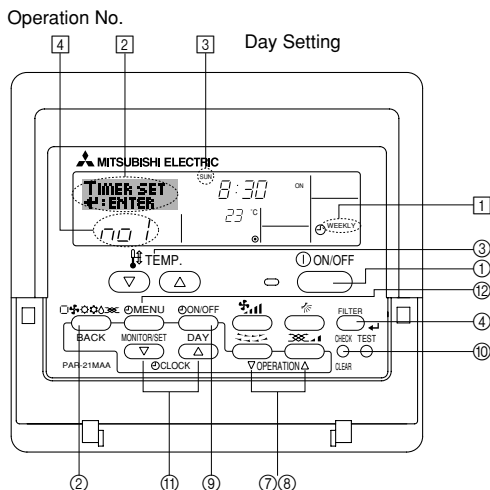 Operation No.
4 2 3 Day Setting
MITSUBISHI ELECTRIC
SUN
TIMER SET 8:30 ON
↵:ENTER
23 °C
no 1 WEEKLY
1
TEMP. ON/OFF
③
▽ △
①
⑫
MENU ON/OFF FILTER
④
BACK MONITOR/SET DAY CHECK TEST
PAR-21MAA ▽ △ ▽ OPERATION △ ⑩
CLOCK CLEAR
② ⑪ ⑨ ⑦ ⑧